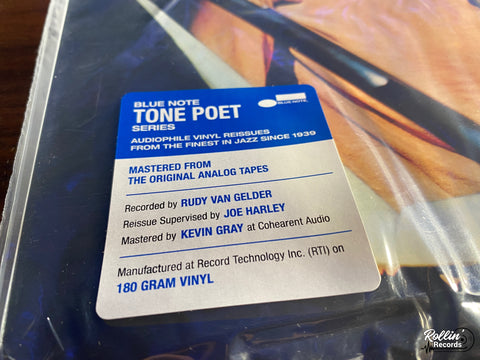 BLUE NOTE
TONE POET
SERIES
BLUE NOTE
AUDIOPHILE VINYL REISSUES
FROM THE FINEST IN JAZZ SINCE 1939
MASTERED FROM
THE ORIGINAL ANALOG TAPES
Recorded by RUDY VAN GELDER
Reissue Supervised by JOE HARLEY
Mastered by KEVIN GRAY at Cohearent Audio
Manufactured at Record Technology Inc. (RTI) on
180 GRAM VINYL
Rollin'
Records